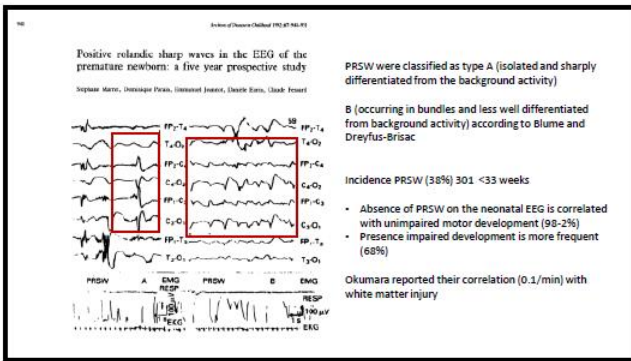 941
Archives of Disease in Childhood 1992;67:948-951
Positive rolandic sharp waves in the EEG of the
premature newborn: a five year prospective study
PRSW were classified as type A (isolated and sharply
differentiated from the background activity)
B (occurring in bundles and less well differentiated
from background activity) according to Blume and
Dreyfus-Brisac
Incidence PRSW (38%) 301 <33 weeks
• Absence of PRSW on the neonatal EEG is correlated
with unimpaired motor development (98-2%)
• Presence impaired development is more frequent
(68%)
Okumara reported their correlation (0.1/min) with
white matter injury
FP₂-T₄
T₄-O₂
FP₂-C₄
C₄-O₂
FP₁-C₃
C₃-O₁
T₃-O₁
PRSW A EMG PRSW B EMG
RESP RESP
100 µV
EKG EKG